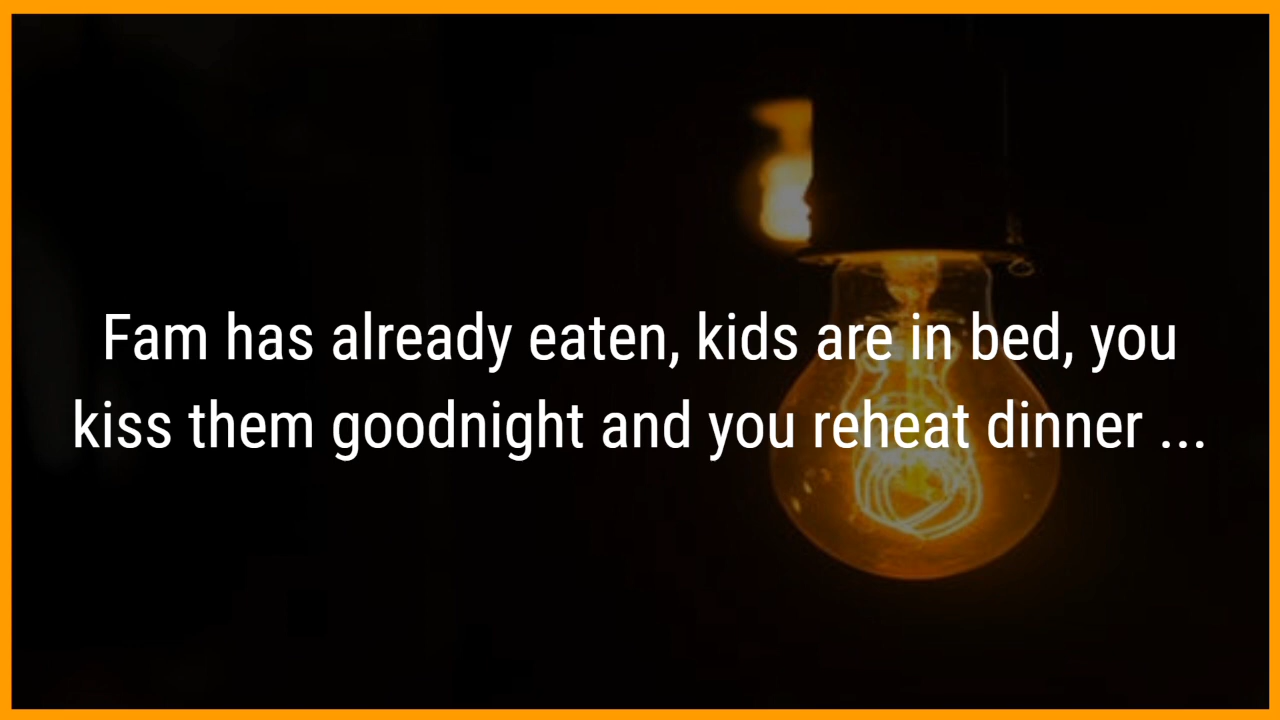 Fam has already eaten, kids are in bed, you
kiss them goodnight and you reheat dinner ...